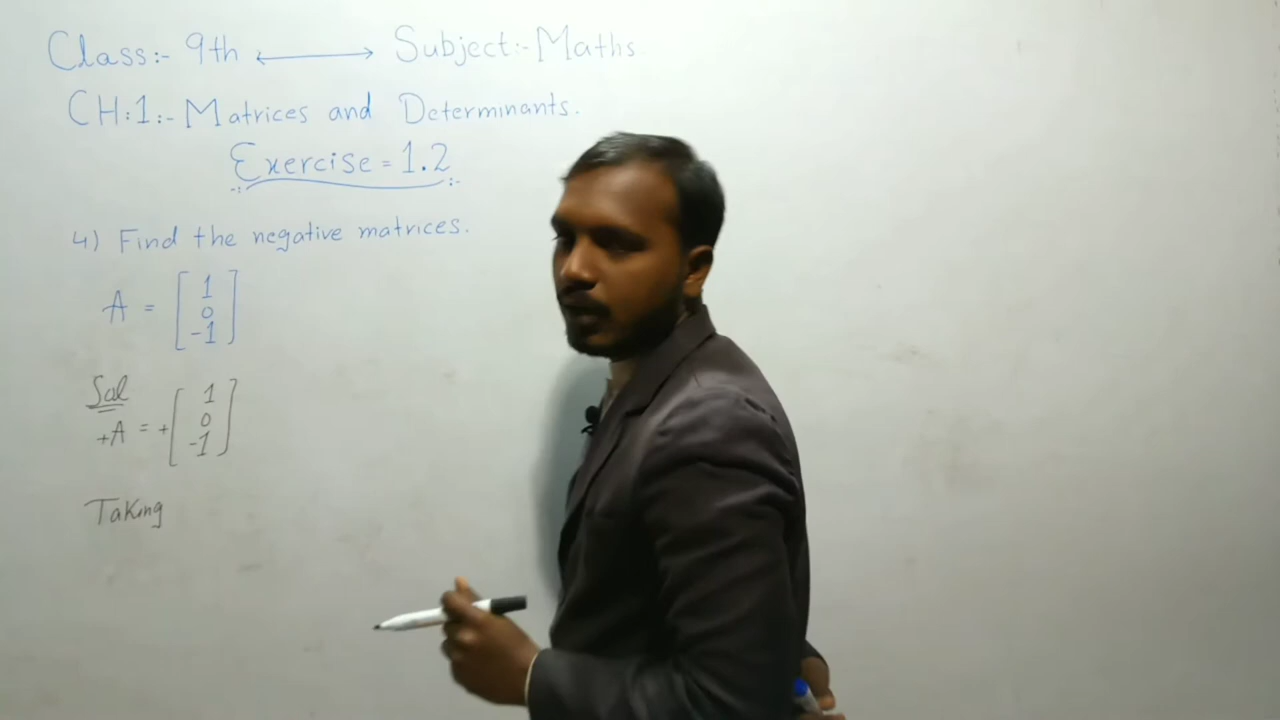 Class:- 9th ⟷ Subject:- Maths
CH:1:- Matrices and Determinants.
Exercise = 1.2
4) Find the negative matrices.
A = [1 0 -1]
Sol
+A = +[1 0 -1]
Taking